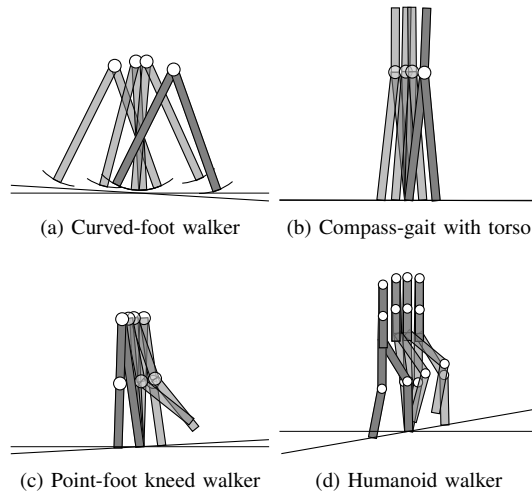 (a) Curved-foot walker
(b) Compass-gait with torso
(c) Point-foot kneed walker
(d) Humanoid walker